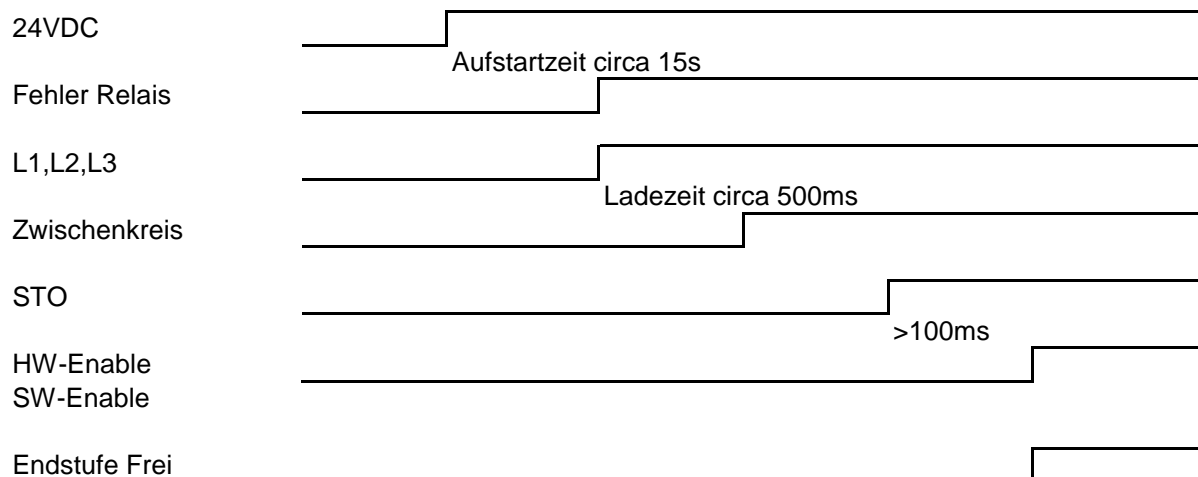 24VDC
Aufstartzeit circa 15s
Fehler Relais
L1,L2,L3
Ladezeit circa 500ms
Zwischenkreis
STO
>100ms
HW-Enable
SW-Enable
Endstufe Frei